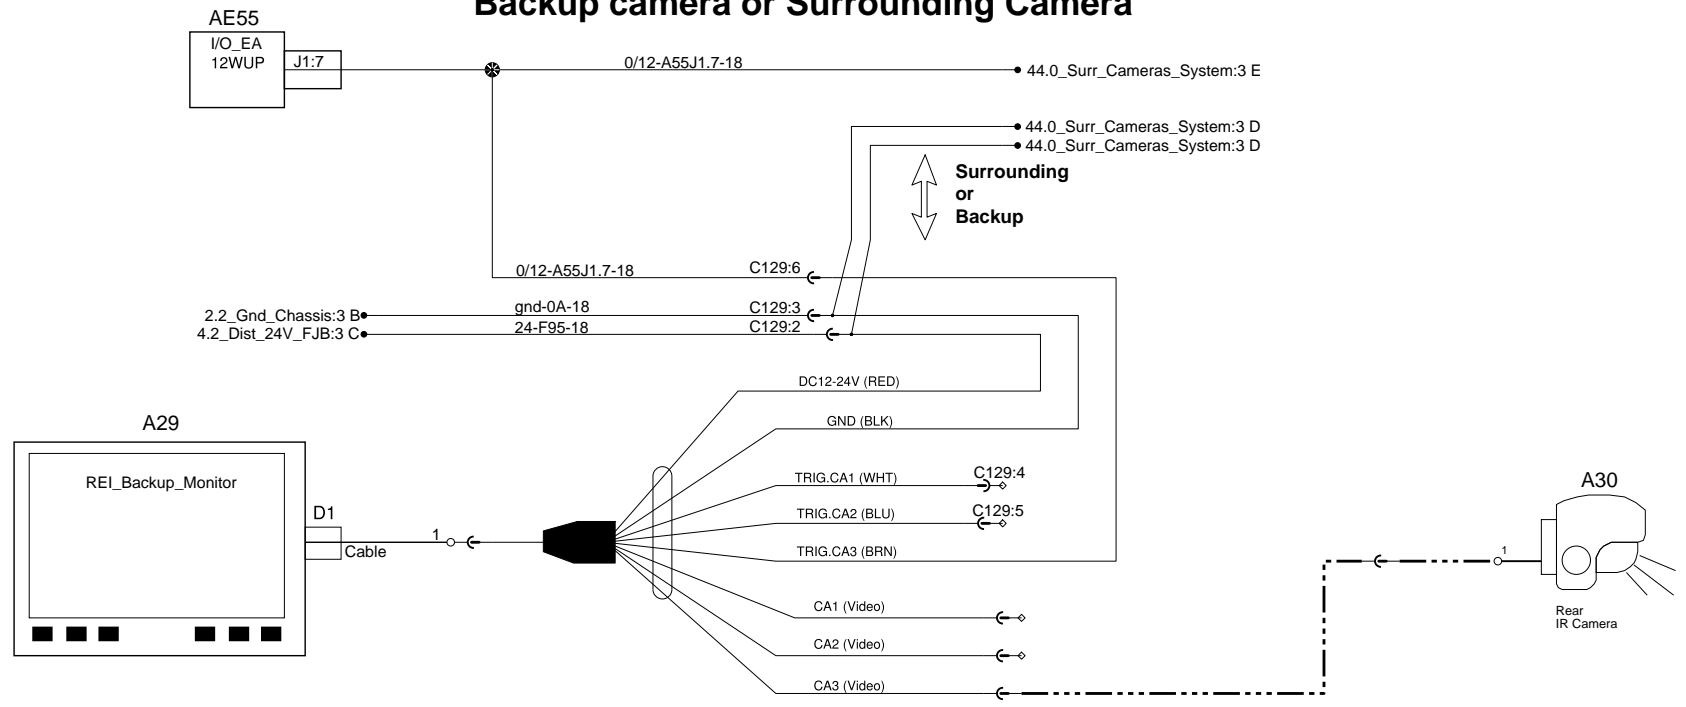 Backup camera or Surrounding Camera
AE55
I/O_EA
12WUP
J1:7
0/12-A55J1.7-18
44.0_Surr_Cameras_System:3 E
44.0_Surr_Cameras_System:3 D
44.0_Surr_Cameras_System:3 D
Surrounding
or
Backup
0/12-A55J1.7-18
C129:6
2.2_Gnd_Chassis:3 B
gnd-0A-18
C129:3
4.2_Dist_24V_FJB:3 C
24-F95-18
C129:2
DC12-24V (RED)
GND (BLK)
TRIG.CA1 (WHT)
C129:4
TRIG.CA2 (BLU)
C129:5
TRIG.CA3 (BRN)
CA1 (Video)
CA2 (Video)
CA3 (Video)
A29
REI_Backup_Monitor
D1
Cable
1
A30
1
Rear
IR Camera